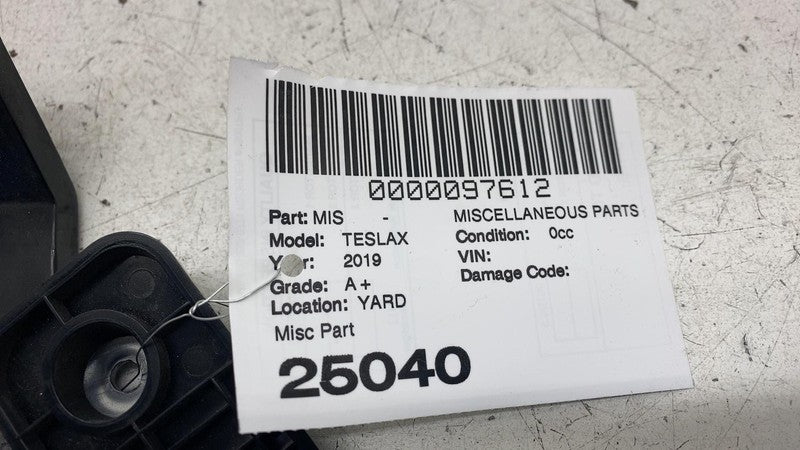 0000097612
Part: MIS - MISCELLANEOUS PARTS
Model: TESLAX Condition: 0cc
Year: 2019 VIN:
Grade: A+ Damage Code:
Location: YARD
Misc Part
25040